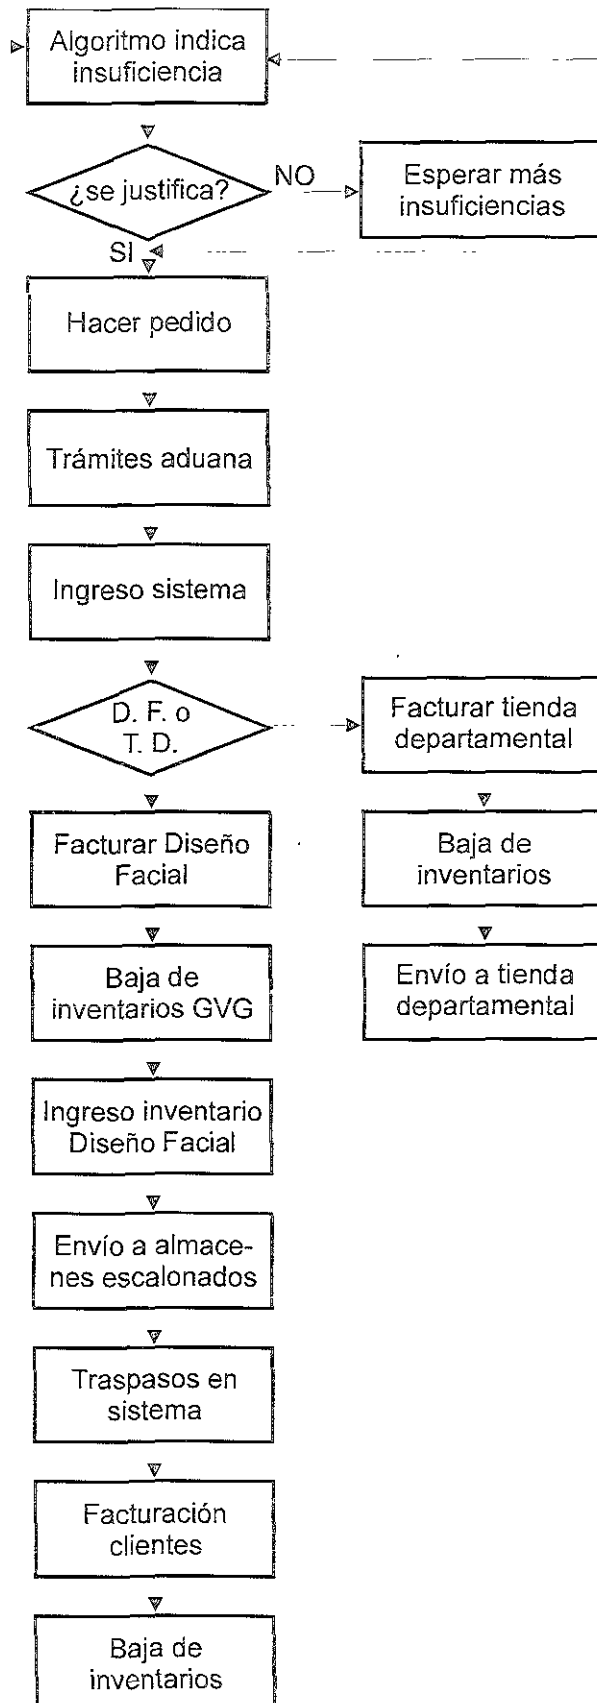 Algoritmo indica
insuficiencia
¿se justifica?
NO
Esperar más
insuficiencias
SI
Hacer pedido
Trámites aduana
Ingreso sistema
D. F. o
T. D.
Facturar tienda
departamental
Facturar Diseño
Facial
Baja de
inventarios
Baja de
inventarios GVG
Envío a tienda
departamental
Ingreso inventario
Diseño Facial
Envío a almace-
nes escalonados
Traspasos en
sistema
Facturación
clientes
Baja de
inventarios